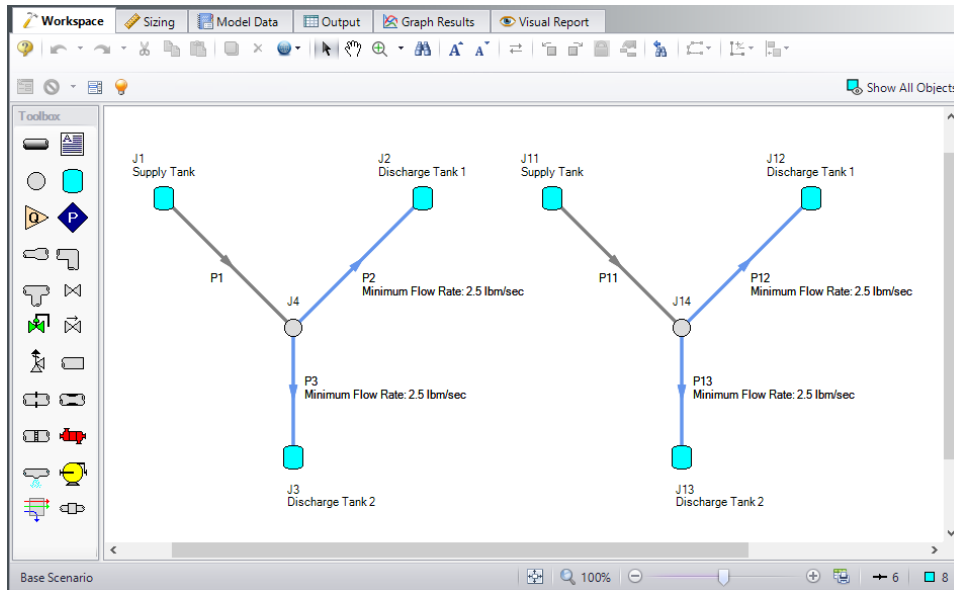 Workspace Sizing Model Data Output Graph Results Visual Report
A A
Show All Objects
Toolbox
A
Q P
J1
Supply Tank
J2
Discharge Tank 1
J11
Supply Tank
J12
Discharge Tank 1
P1
P2
Minimum Flow Rate: 2.5 lbm/sec
P11
P12
Minimum Flow Rate: 2.5 lbm/sec
J4
J14
P3
Minimum Flow Rate: 2.5 lbm/sec
P13
Minimum Flow Rate: 2.5 lbm/sec
J3
Discharge Tank 2
J13
Discharge Tank 2
Base Scenario 100% 6 8